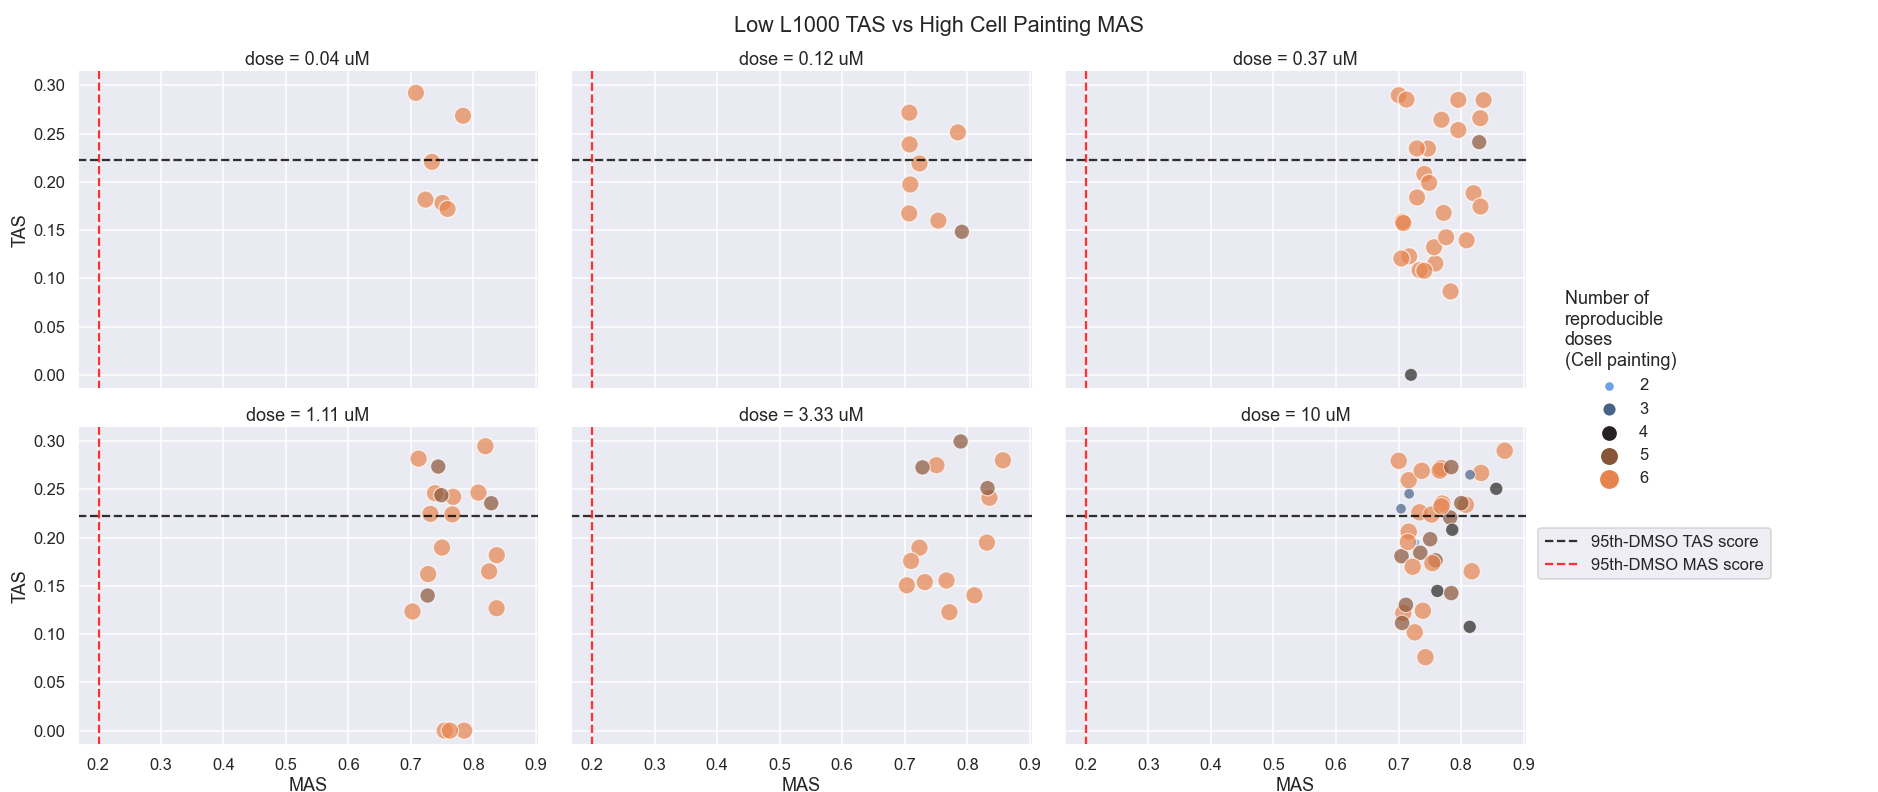 Low L1000 TAS vs High Cell Painting MAS
dose = 0.04 uM
dose = 0.12 uM
dose = 0.37 uM
0.30
0.25
0.20
0.15
0.10
0.05
0.00
TAS
dose = 1.11 uM
dose = 3.33 uM
dose = 10 uM
0.30
0.25
0.20
0.15
0.10
0.05
0.00
TAS
0.2 0.3 0.4 0.5 0.6 0.7 0.8 0.9
MAS
0.2 0.3 0.4 0.5 0.6 0.7 0.8 0.9
MAS
0.2 0.3 0.4 0.5 0.6 0.7 0.8 0.9
MAS
Number of
reproducible
doses
(Cell painting)
2
3
4
5
6
95th-DMSO TAS score
95th-DMSO MAS score